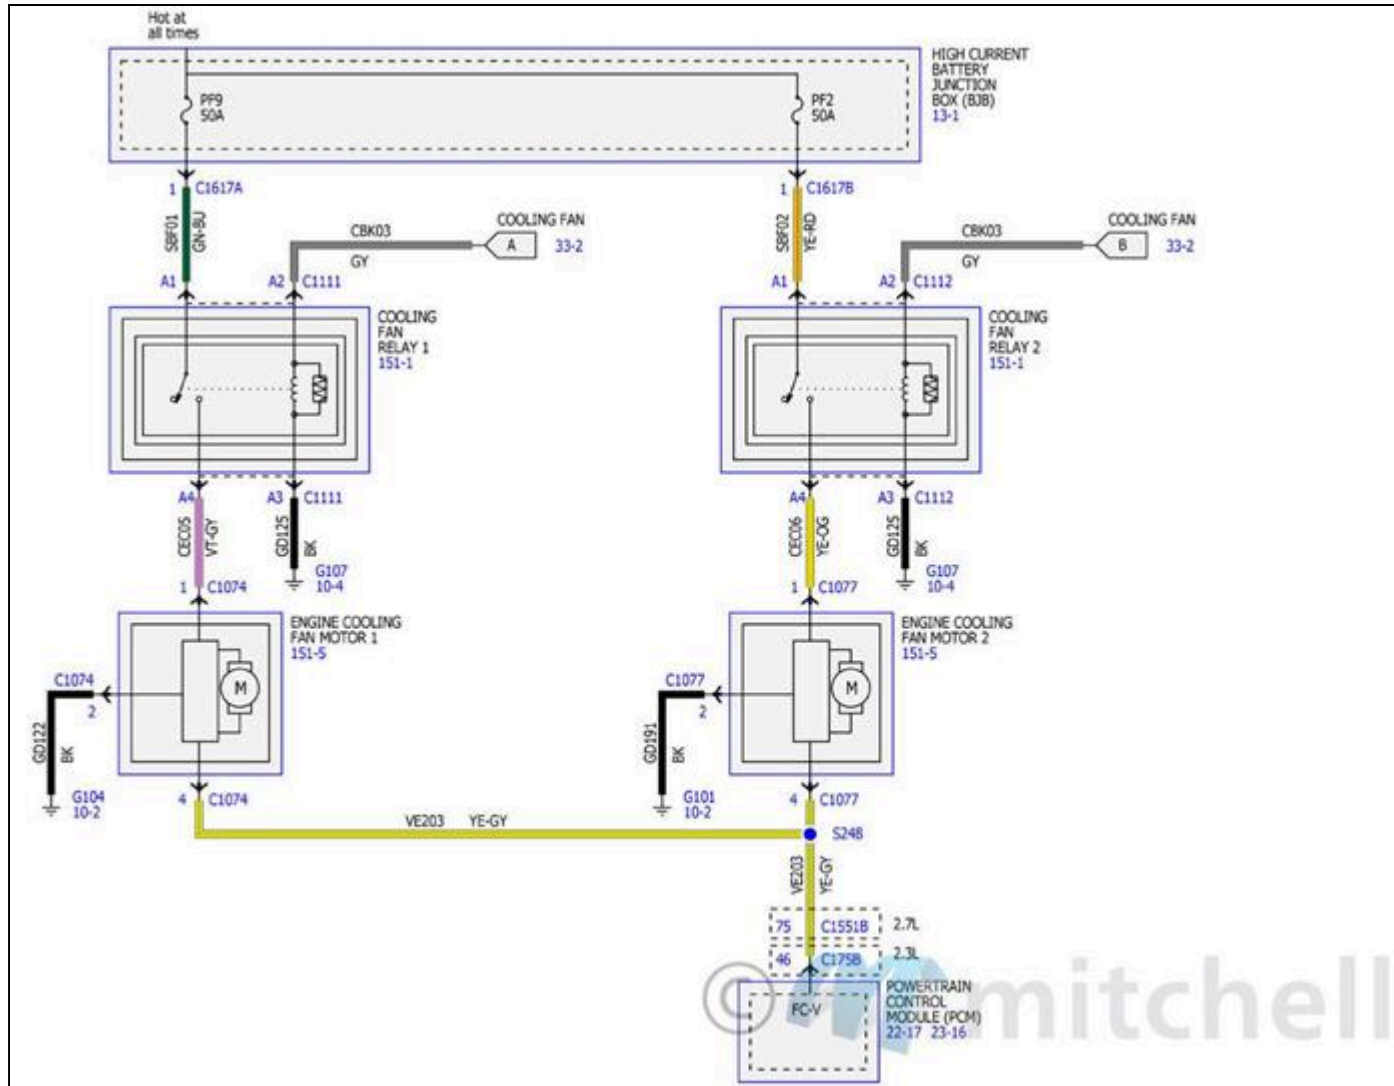 Hot at
all times
HIGH CURRENT
BATTERY
JUNCTION
BOX (BJB)
13-1
PF9
50A
PF2
50A
1 C1617A
1 C1617B
SBF01
GN-BU
CBK03
GY
COOLING FAN
A
33-2
SBF02
YE-RD
CBK03
GY
COOLING FAN
B
33-2
A1
A2 C1111
A1
A2 C1112
COOLING
FAN
RELAY 1
151-1
COOLING
FAN
RELAY 2
151-1
A4
A3 C1111
A4
A3 C1112
CEC05
VT-GY
GD125
BK
CEC06
YE-OG
GD125
BK
G107
10-4
G107
10-4
1 C1074
1 C1077
ENGINE COOLING
FAN MOTOR 1
151-5
ENGINE COOLING
FAN MOTOR 2
151-5
M
M
C1074
2
C1077
2
GD122
BK
GD191
BK
G104
10-2
G101
10-2
4 C1074
4 C1077
VE203 YE-GY
S248
VE203
YE-GY
75 C1551B 2.7L
46 C175B 2.3L
FC-V
POWERTRAIN
CONTROL
MODULE (PCM)
22-17 23-16
© mitchell